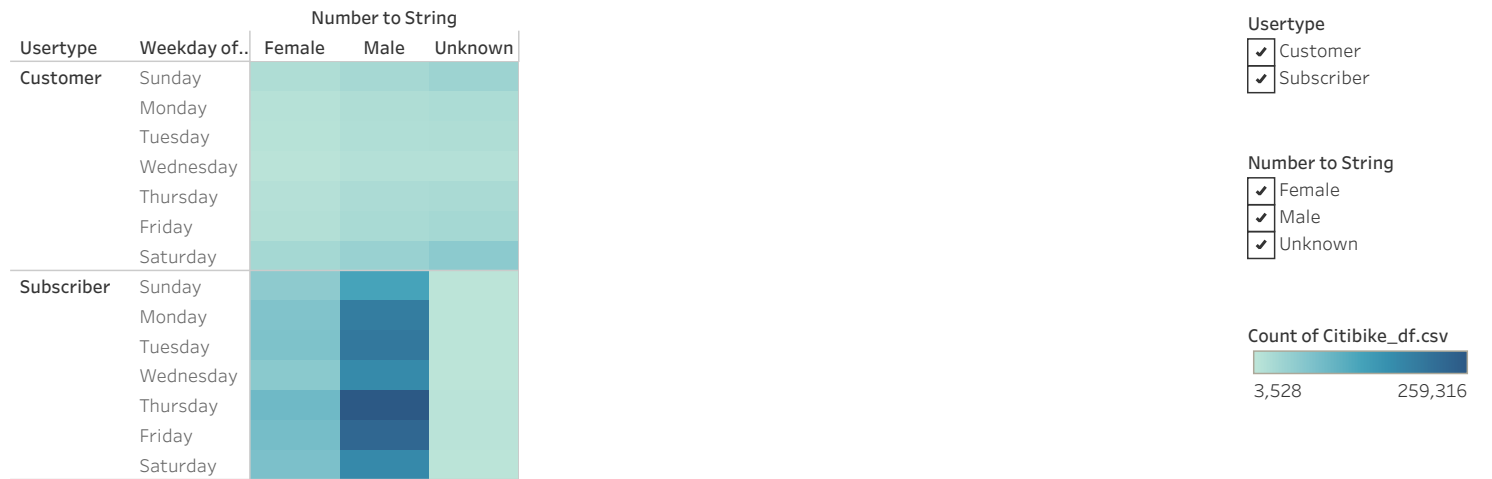 Number to String
Usertype Weekday of.. Female Male Unknown
Customer Sunday
Monday
Tuesday
Wednesday
Thursday
Friday
Saturday
Subscriber Sunday
Monday
Tuesday
Wednesday
Thursday
Friday
Saturday
Usertype
Customer
Subscriber
Number to String
Female
Male
Unknown
Count of Citibike_df.csv
3,528 259,316